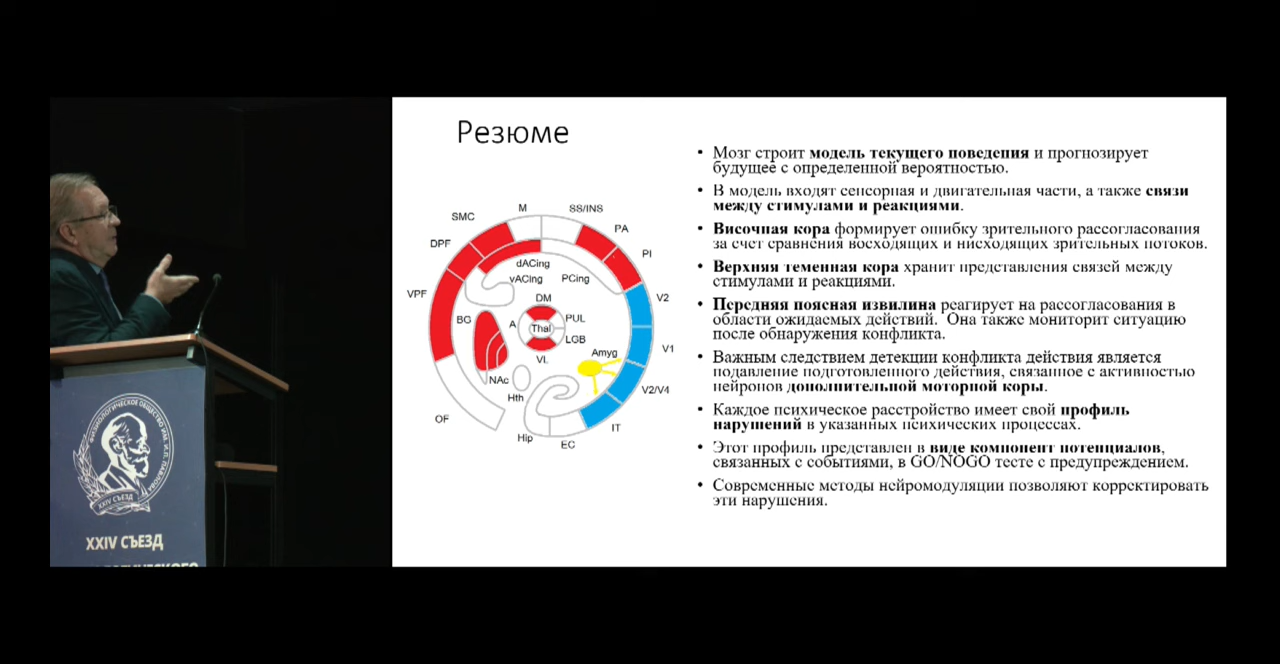 Резюме
• Мозг строит модель текущего поведения и прогнозирует
будущее с определенной вероятностью.
• В модель входят сенсорная и двигательная части, а также связи
между стимулами и реакциями.
• Височная кора формирует ошибку зрительного рассогласования
за счет сравнения восходящих и нисходящих зрительных потоков.
• Верхняя теменная кора хранит представления связей между
стимулами и реакциями.
• Передняя поясная извилина реагирует на рассогласования в
области ожидаемых действий. Она также мониторит ситуацию
после обнаружения конфликта.
• Важным следствием детекции конфликта действия является
подавление подготовленного действия, связанное с активностью
нейронов дополнительной моторной коры.
• Каждое психическое расстройство имеет свой профиль
нарушений в указанных психических процессах.
• Этот профиль представлен в виде компонент потенциалов,
связанных с событиями, в GO/NOGO тесте с предупреждением.
• Современные методы нейромодуляции позволяют корректировать
эти нарушения.
M
SS/INS
SMC
PA
DPF
PI
dACing
vACing
PCing
VPF
DM
V2
BG
A
PUL
Thal
LGB
V1
VL
Amyg
NAc
V2/V4
Hth
OF
IT
Hip
EC
ФИЗИОЛОГИЧЕСКОЕ ОБЩЕСТВО ИМ. И.П. ПАВЛОВА
XXIV СЪЕЗД
XXIV СЪЕЗД